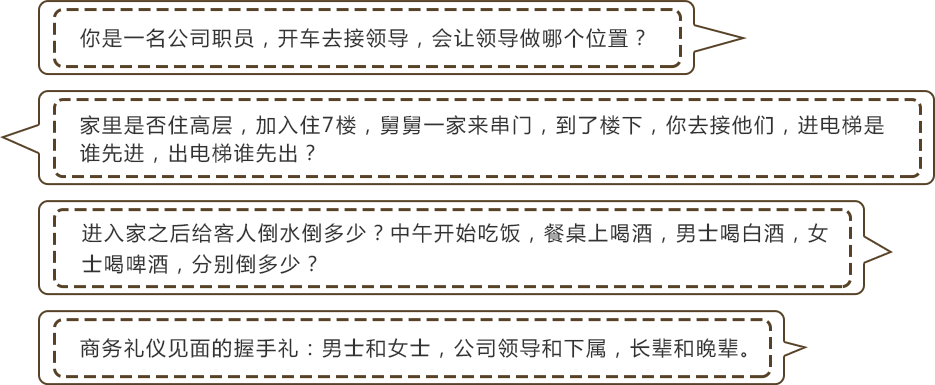 你是一名公司职员，开车去接领导，会让领导做哪个位置？
家里是否住高层，加入住7楼，舅舅一家来串门，到了楼下，你去接他们，进电梯是
谁先进，出电梯谁先出？
进入家之后给客人倒水倒多少？中午开始吃饭，餐桌上喝酒，男士喝白酒，女
士喝啤酒，分别倒多少？
商务礼仪见面的握手礼：男士和女士，公司领导和下属，长辈和晚辈。